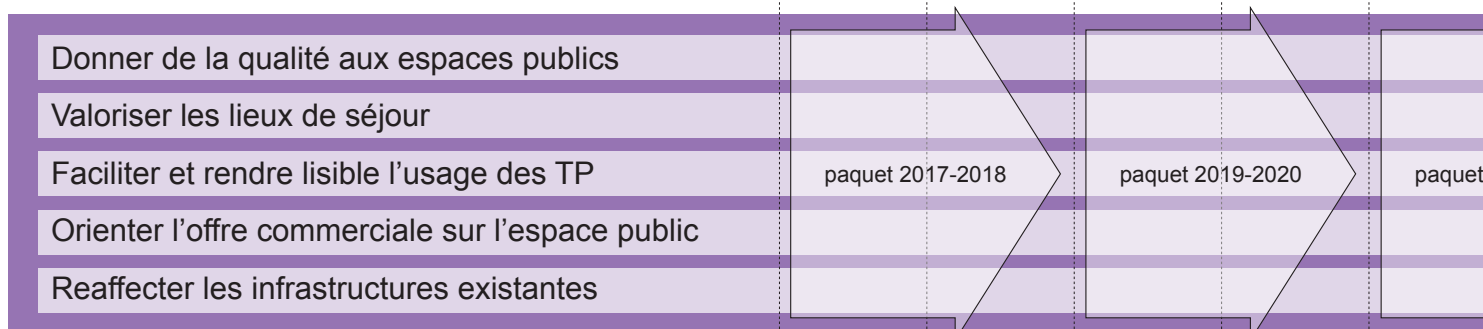 Donner de la qualité aux espaces publics
Valoriser les lieux de séjour
Faciliter et rendre lisible l’usage des TP
paquet 2017-2018
paquet 2019-2020
paquet
Orienter l’offre commerciale sur l’espace public
Reaffecter les infrastructures existantes